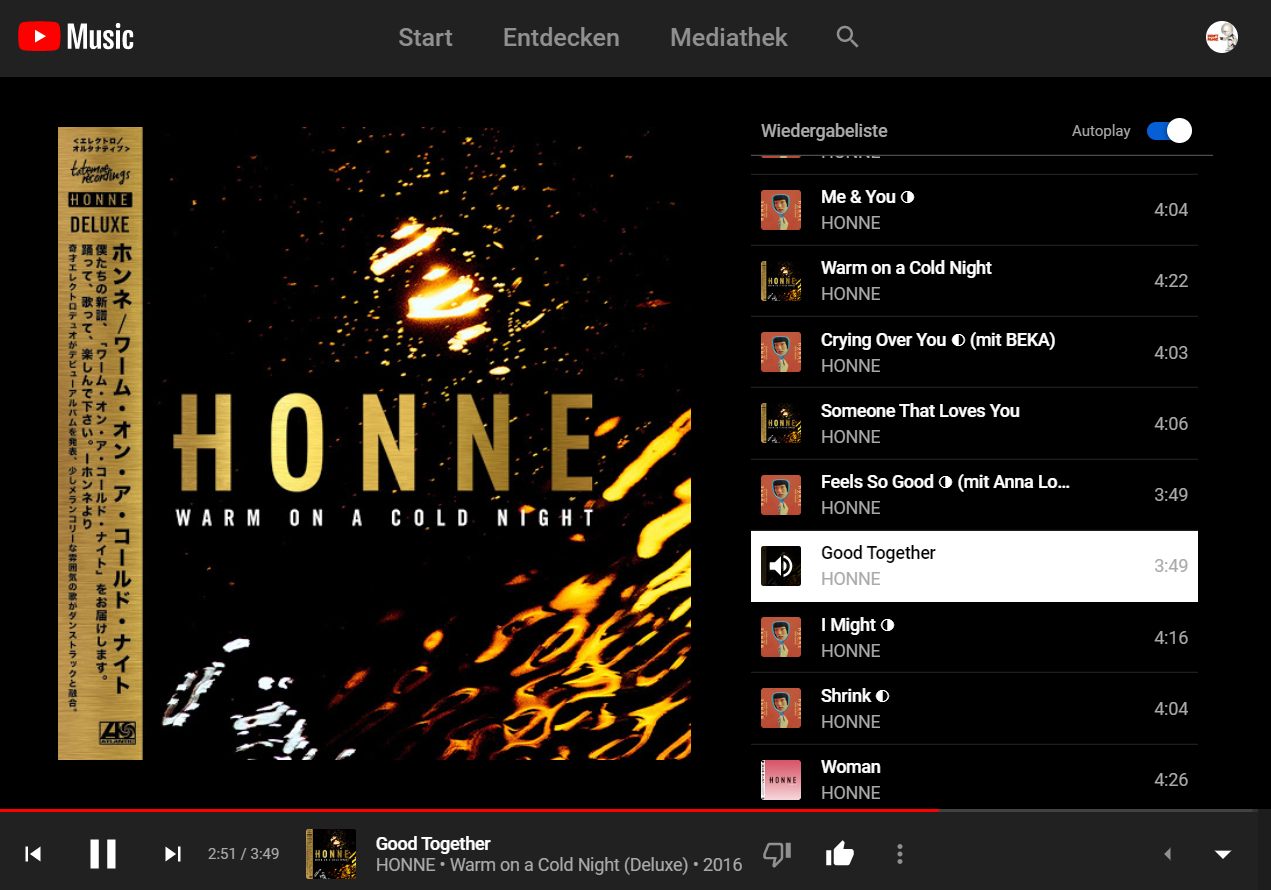 Music
Start
Entdecken
Mediathek
<エレクトロ/
オルタナティブ>
tatemae
recordings
HONNE
DELUXE
ホンネ/ワーム・オン・ア・コールド・ナイト
僕たちの新譜、「ワーム・オン・ア・コールド・ナイト」をお届けします。
踊って、歌って、楽しんで下さい。ーホンネより
奇才エレクトロデュオがデビューアルバムを発表、少しメランコリーな雰囲気の歌がダンストラックと融合。
ATLANTIC
HONNE
WARM ON A COLD NIGHT
Wiedergabeliste
Autoplay
HONNE
Me & You ◑
HONNE
4:04
Warm on a Cold Night
HONNE
4:22
Crying Over You ◐ (mit BEKA)
HONNE
4:03
Someone That Loves You
HONNE
4:06
Feels So Good ◑ (mit Anna Lo...
HONNE
3:49
Good Together
HONNE
3:49
I Might ◑
HONNE
4:16
Shrink ◐
HONNE
4:04
HONNE
Woman
HONNE
4:26
2:51 / 3:49
HONNE
Good Together
HONNE • Warm on a Cold Night (Deluxe) • 2016